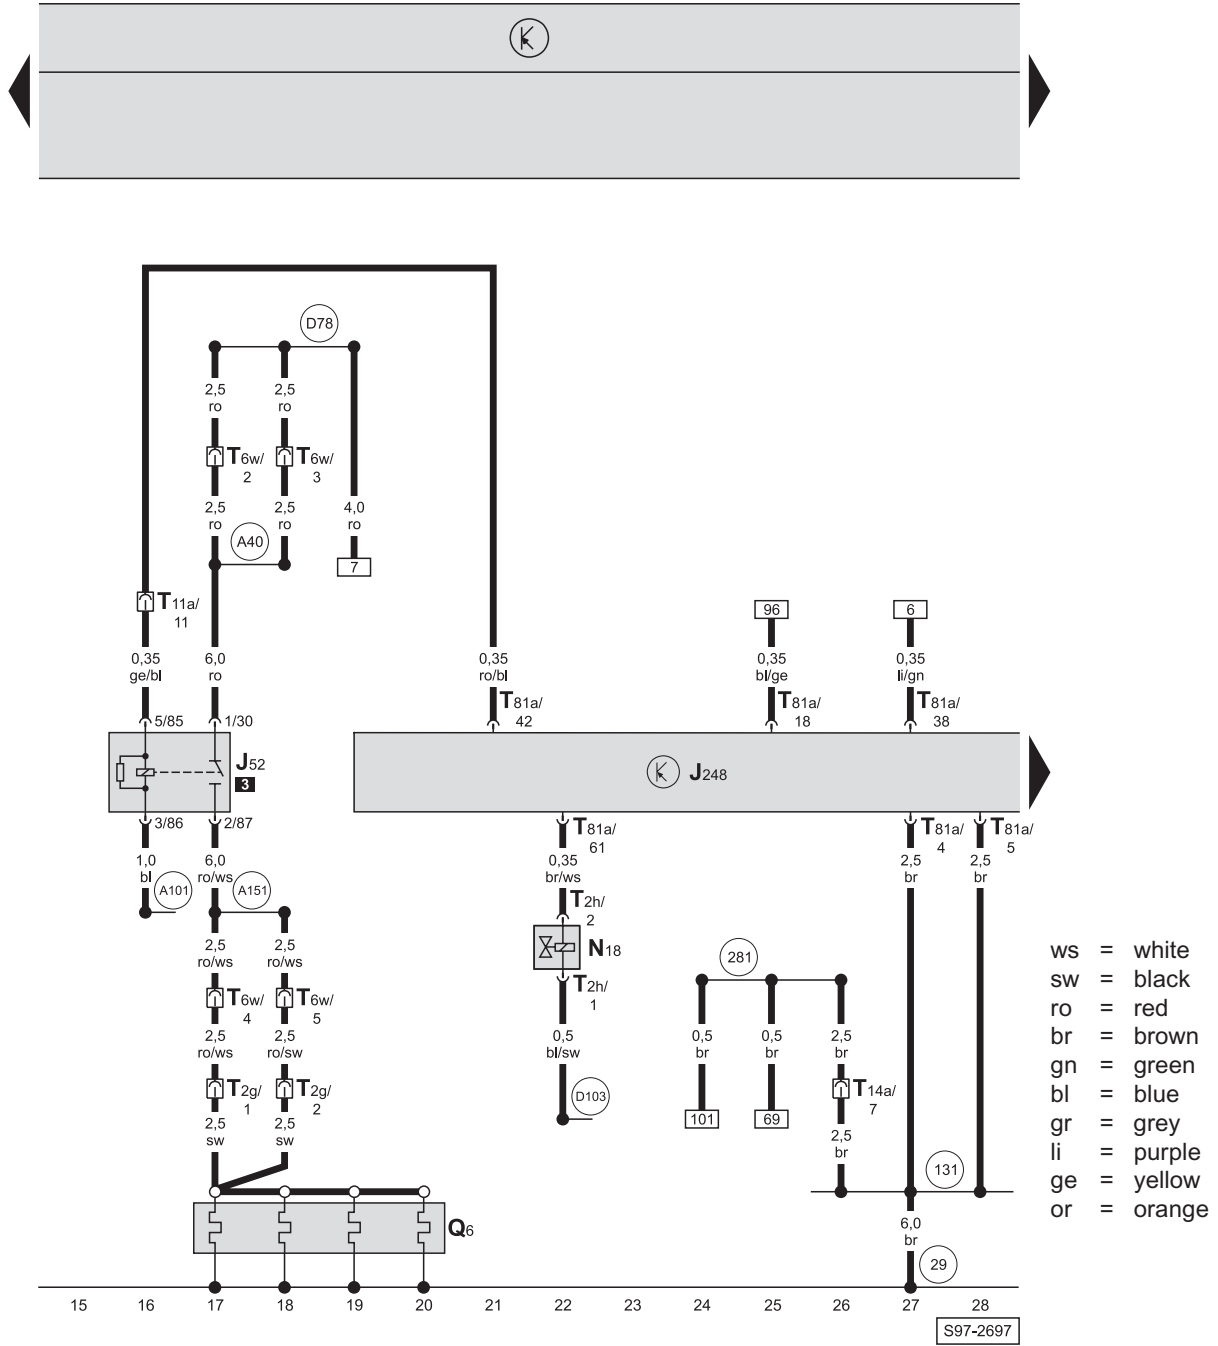 D78
2,5 2,5
ro ro
T6w/ T6w/
2 3
2,5 2,5 4,0
ro ro ro
A40
7
T11a/
11
96 6
0,35 6,0 0,35 0,35 0,35
ge/bl ro ro/bl bl/ge li/gn
T81a/ T81a/ T81a/
42 18 38
5/85 1/30
J52
3
J248
3/86 2/87
T81a/ T81a/ T81a/
61 4 5
1,0 6,0 0,35 2,5 2,5
bl ro/ws br/ws br br
A101 A151
T2h/
2
2,5 2,5
ro/ws ro/ws
N18
281
T6w/ T6w/ T2h/
4 5 1
2,5 2,5 0,5 0,5 0,5 2,5
ro/ws ro/sw bl/sw br br br
T2g/ T2g/ D103 T14a/
1 2 7
101 69
2,5 2,5 2,5
sw sw br
131
Q6
6,0
br
29
15 16 17 18 19 20 21 22 23 24 25 26 27 28
S97-2697
ws = white
sw = black
ro = red
br = brown
gn = green
bl = blue
gr = grey
li = purple
ge = yellow
or = orange